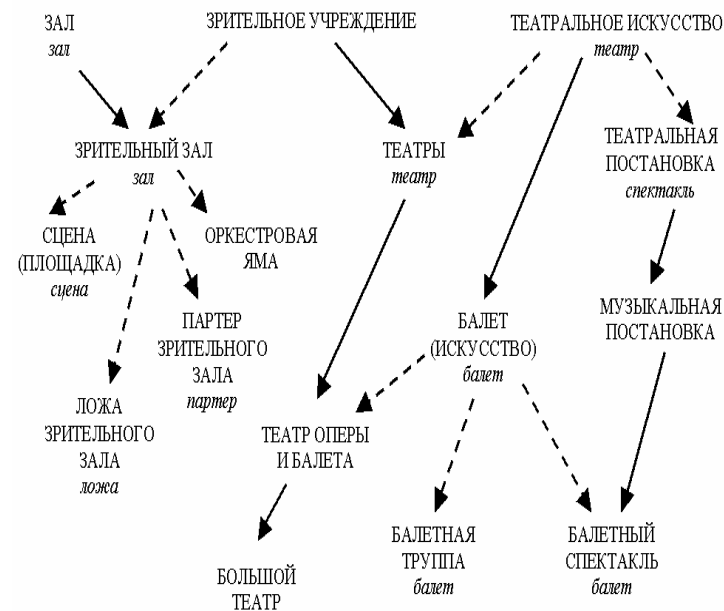 ЗАЛ
зал
ЗРИТЕЛЬНОЕ УЧРЕЖДЕНИЕ
ТЕАТРАЛЬНОЕ ИСКУССТВО
театр
ЗРИТЕЛЬНЫЙ ЗАЛ
зал
ТЕАТРЫ
театр
ТЕАТРАЛЬНАЯ
ПОСТАНОВКА
спектакль
СЦЕНА
(ПЛОЩАДКА)
сцена
ОРКЕСТРОВАЯ
ЯМА
ПАРТЕР
ЗРИТЕЛЬНОГО
ЗАЛА
партер
БАЛЕТ
(ИСКУССТВО)
балет
МУЗЫКАЛЬНАЯ
ПОСТАНОВКА
ЛОЖА
ЗРИТЕЛЬНОГО
ЗАЛА
ложа
ТЕАТР ОПЕРЫ
И БАЛЕТА
БОЛЬШОЙ
ТЕАТР
БАЛЕТНАЯ
ТРУППА
балет
БАЛЕТНЫЙ
СПЕКТАКЛЬ
балет